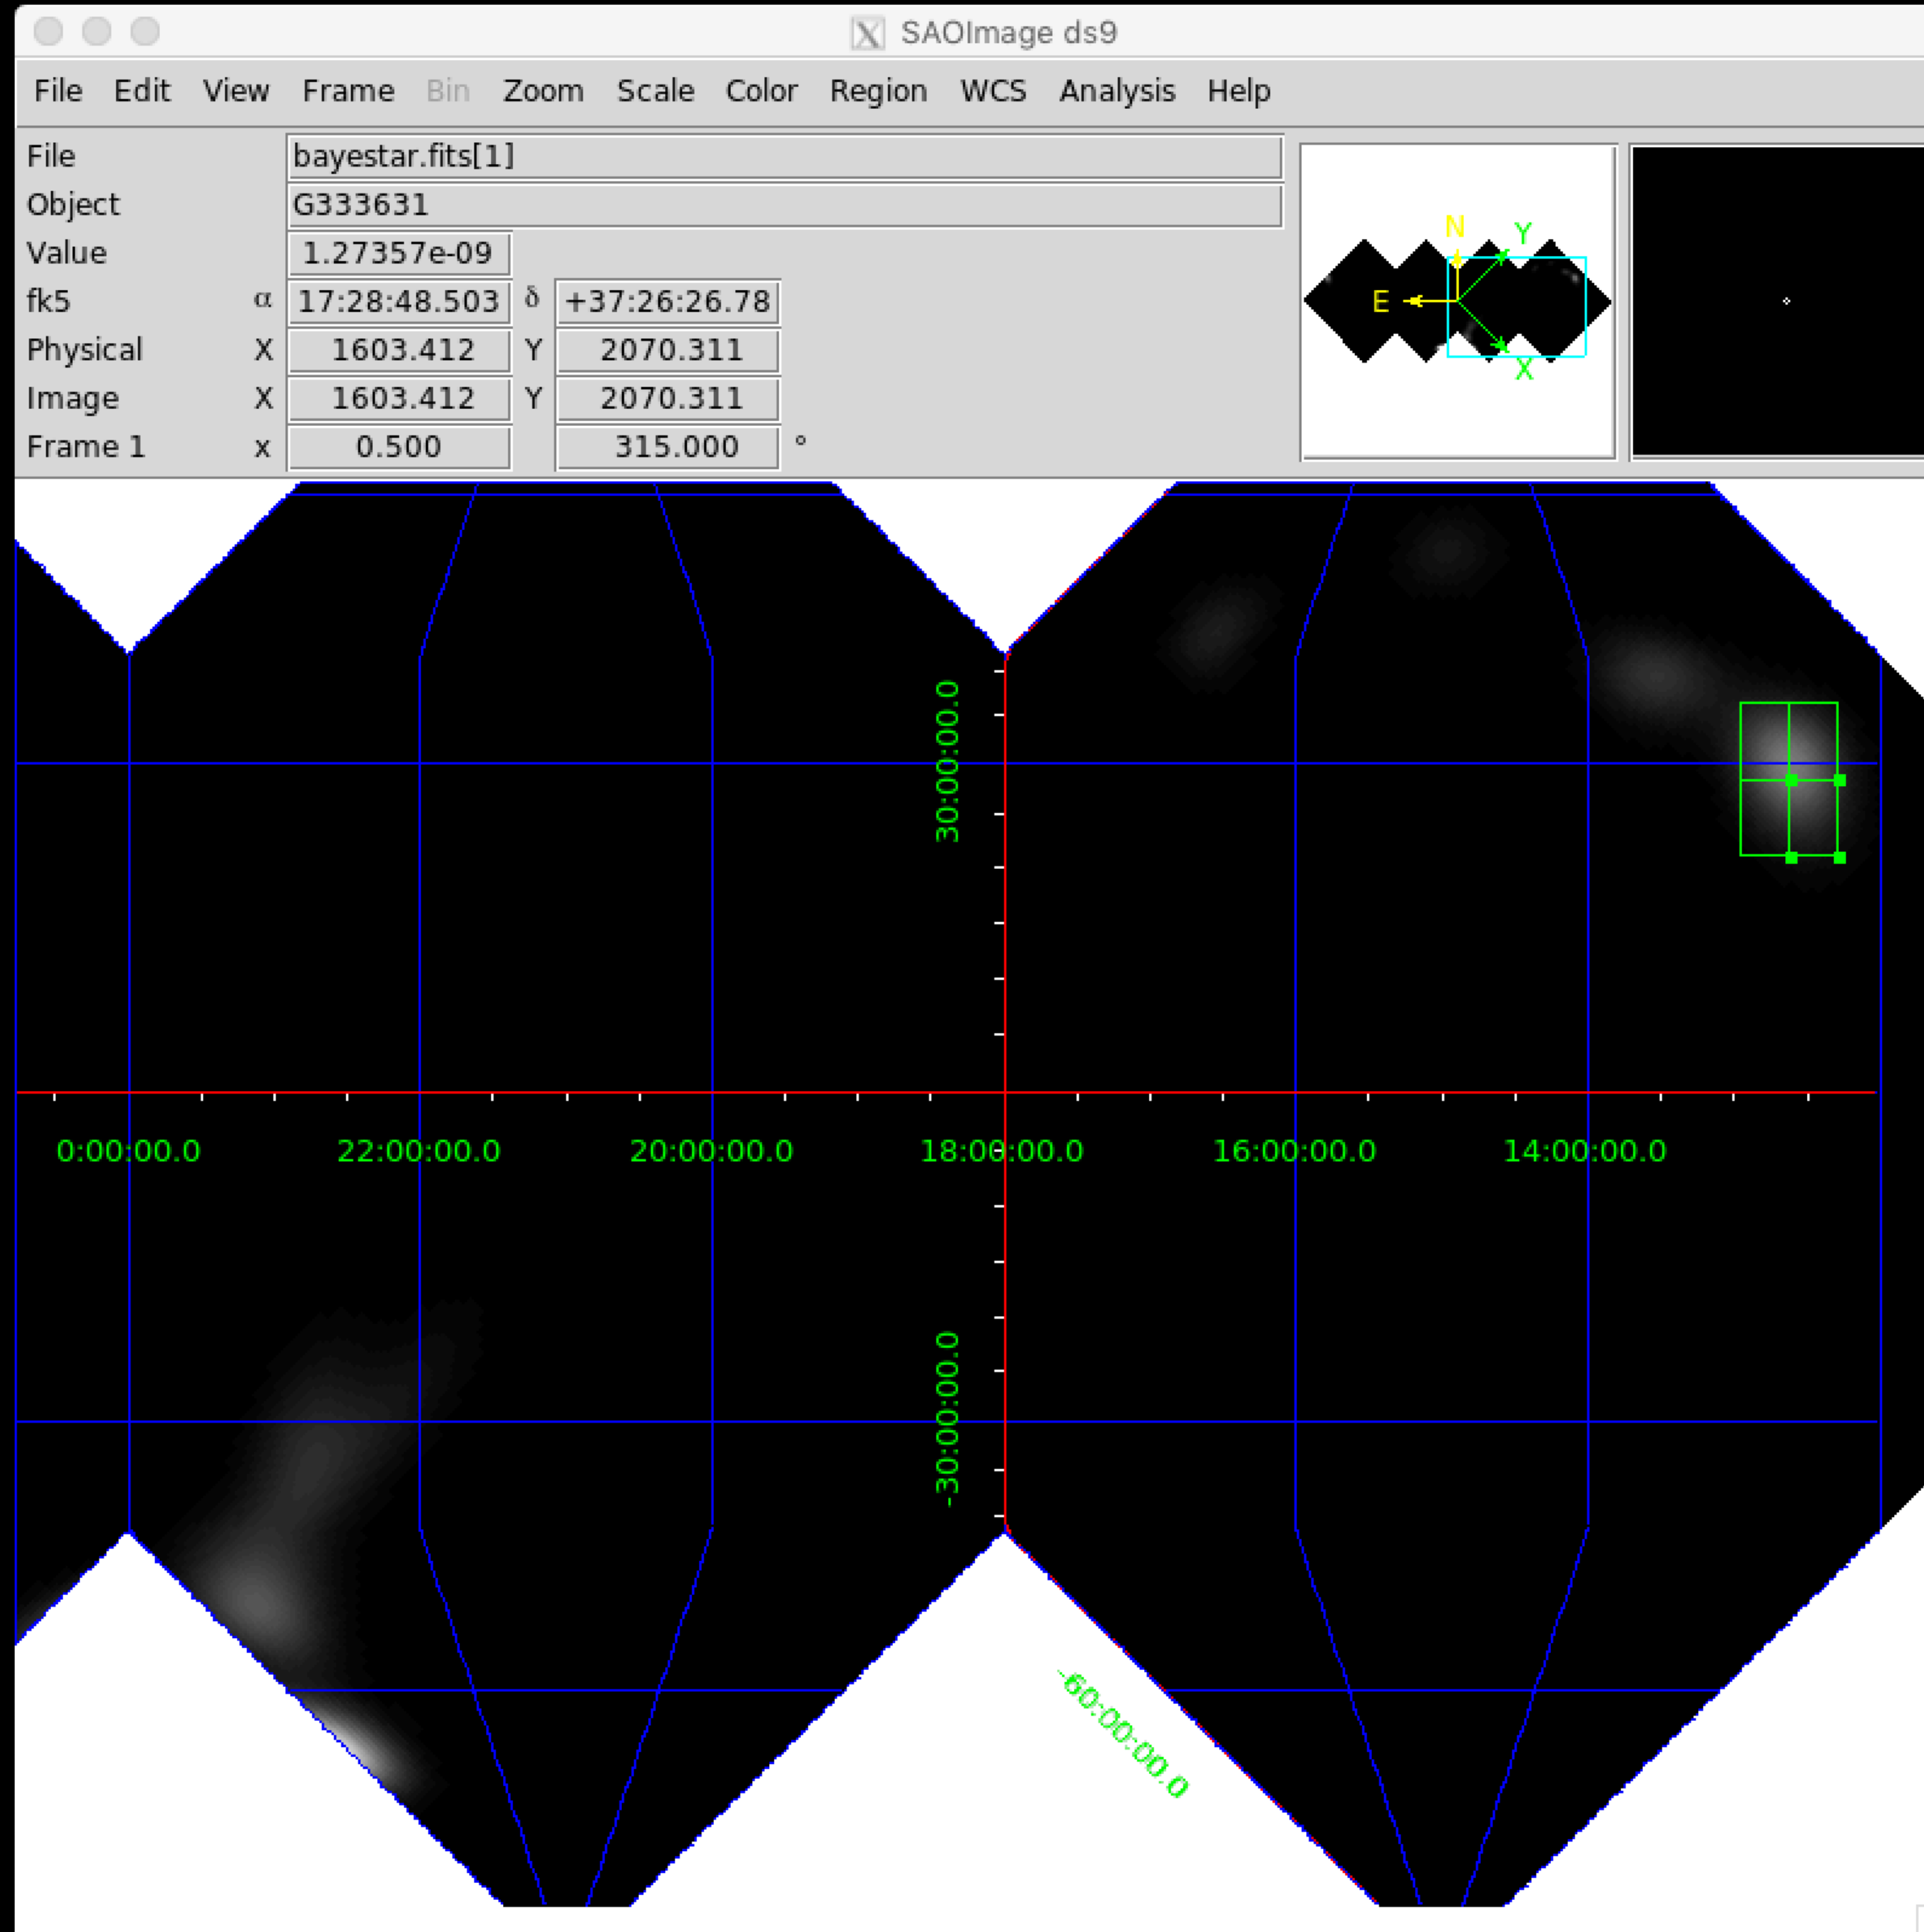 SAOImage ds9
File Edit View Frame Bin Zoom Scale Color Region WCS Analysis Help
File bayestar.fits[1]
Object G333631
Value 1.27357e-09
fk5 α 17:28:48.503 δ +37:26:26.78
Physical X 1603.412 Y 2070.311
Image X 1603.412 Y 2070.311
Frame 1 x 0.500 315.000 °
N
Y
E
X
30:00:00.0
0:00:00.0 22:00:00.0 20:00:00.0 18:00:00.0 16:00:00.0 14:00:00.0
-30:00:00.0
-60:00:00.0